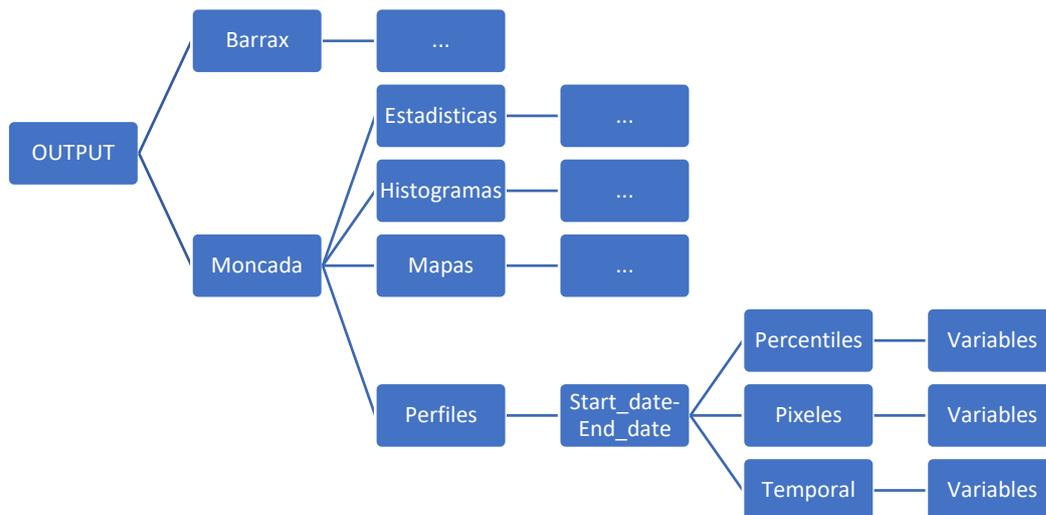 OUTPUT
Barrax
...
Moncada
Estadisticas
...
Histogramas
...
Mapas
...
Perfiles
Start_date-
End_date
Percentiles
Variables
Pixeles
Variables
Temporal
Variables